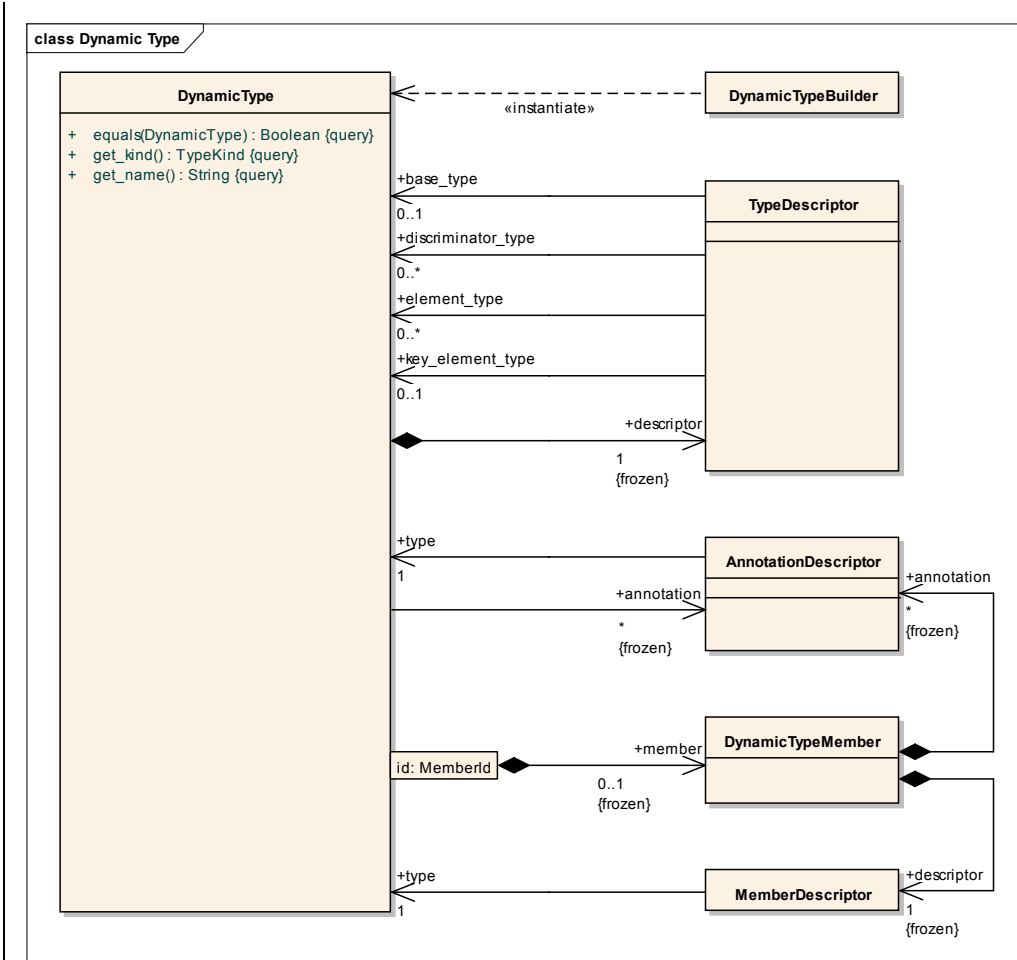 class Dynamic Type
DynamicType
+ equals(DynamicType) : Boolean {query}
+ get_kind() : TypeKind {query}
+ get_name() : String {query}
«instantiate»
DynamicTypeBuilder
+base_type
0..1
+discriminator_type
0..*
+element_type
0..*
+key_element_type
0..1
TypeDescriptor
+descriptor
1
{frozen}
+type
1
AnnotationDescriptor
+annotation
*
{frozen}
+annotation
*
{frozen}
id: MemberId
+member
0..1
{frozen}
DynamicTypeMember
+type
1
MemberDescriptor
+descriptor
1
{frozen}